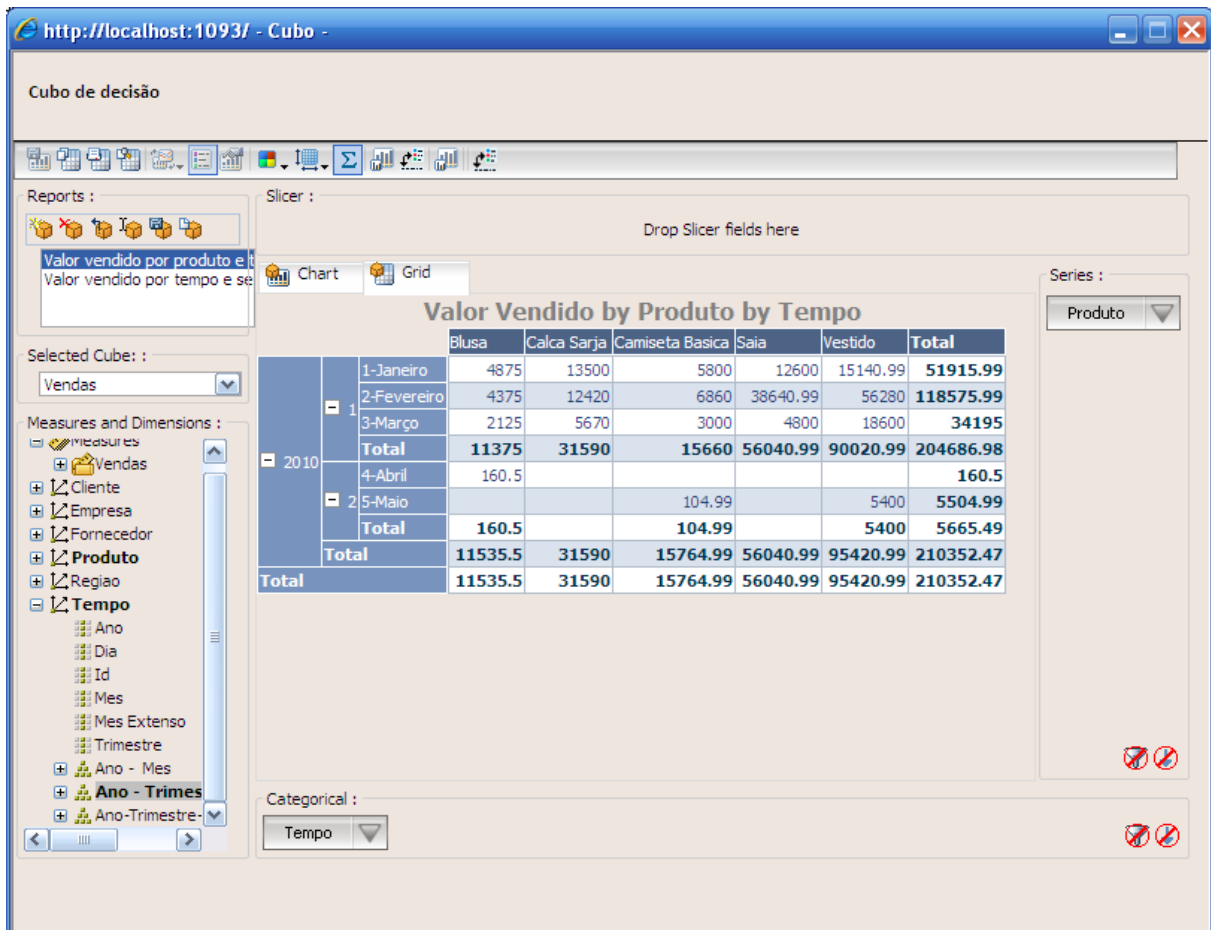 http://localhost:1093/ - Cubo -
Cubo de decisão
Reports :
Valor vendido por produto e t
Valor vendido por tempo e se
Selected Cube: :
Vendas
Measures and Dimensions :
Measures
Vendas
Cliente
Empresa
Fornecedor
Produto
Regiao
Tempo
Ano
Dia
Id
Mes
Mes Extenso
Trimestre
Ano - Mes
Ano - Trimes
Ano-Trimestre-
Slicer :
Drop Slicer fields here
Chart Grid
Valor Vendido by Produto by Tempo
Blusa Calca Sarja Camiseta Basica Saia Vestido Total
1-Janeiro 4875 13500 5800 12600 15140.99 51915.99
1 2-Fevereiro 4375 12420 6860 38640.99 56280 118575.99
3-Março 2125 5670 3000 4800 18600 34195
Total 11375 31590 15660 56040.99 90020.99 204686.98
2010
4-Abril 160.5 160.5
2 5-Maio 104.99 5400 5504.99
Total 160.5 104.99 5400 5665.49
Total 11535.5 31590 15764.99 56040.99 95420.99 210352.47
Total 11535.5 31590 15764.99 56040.99 95420.99 210352.47
Series :
Produto
Categorical :
Tempo